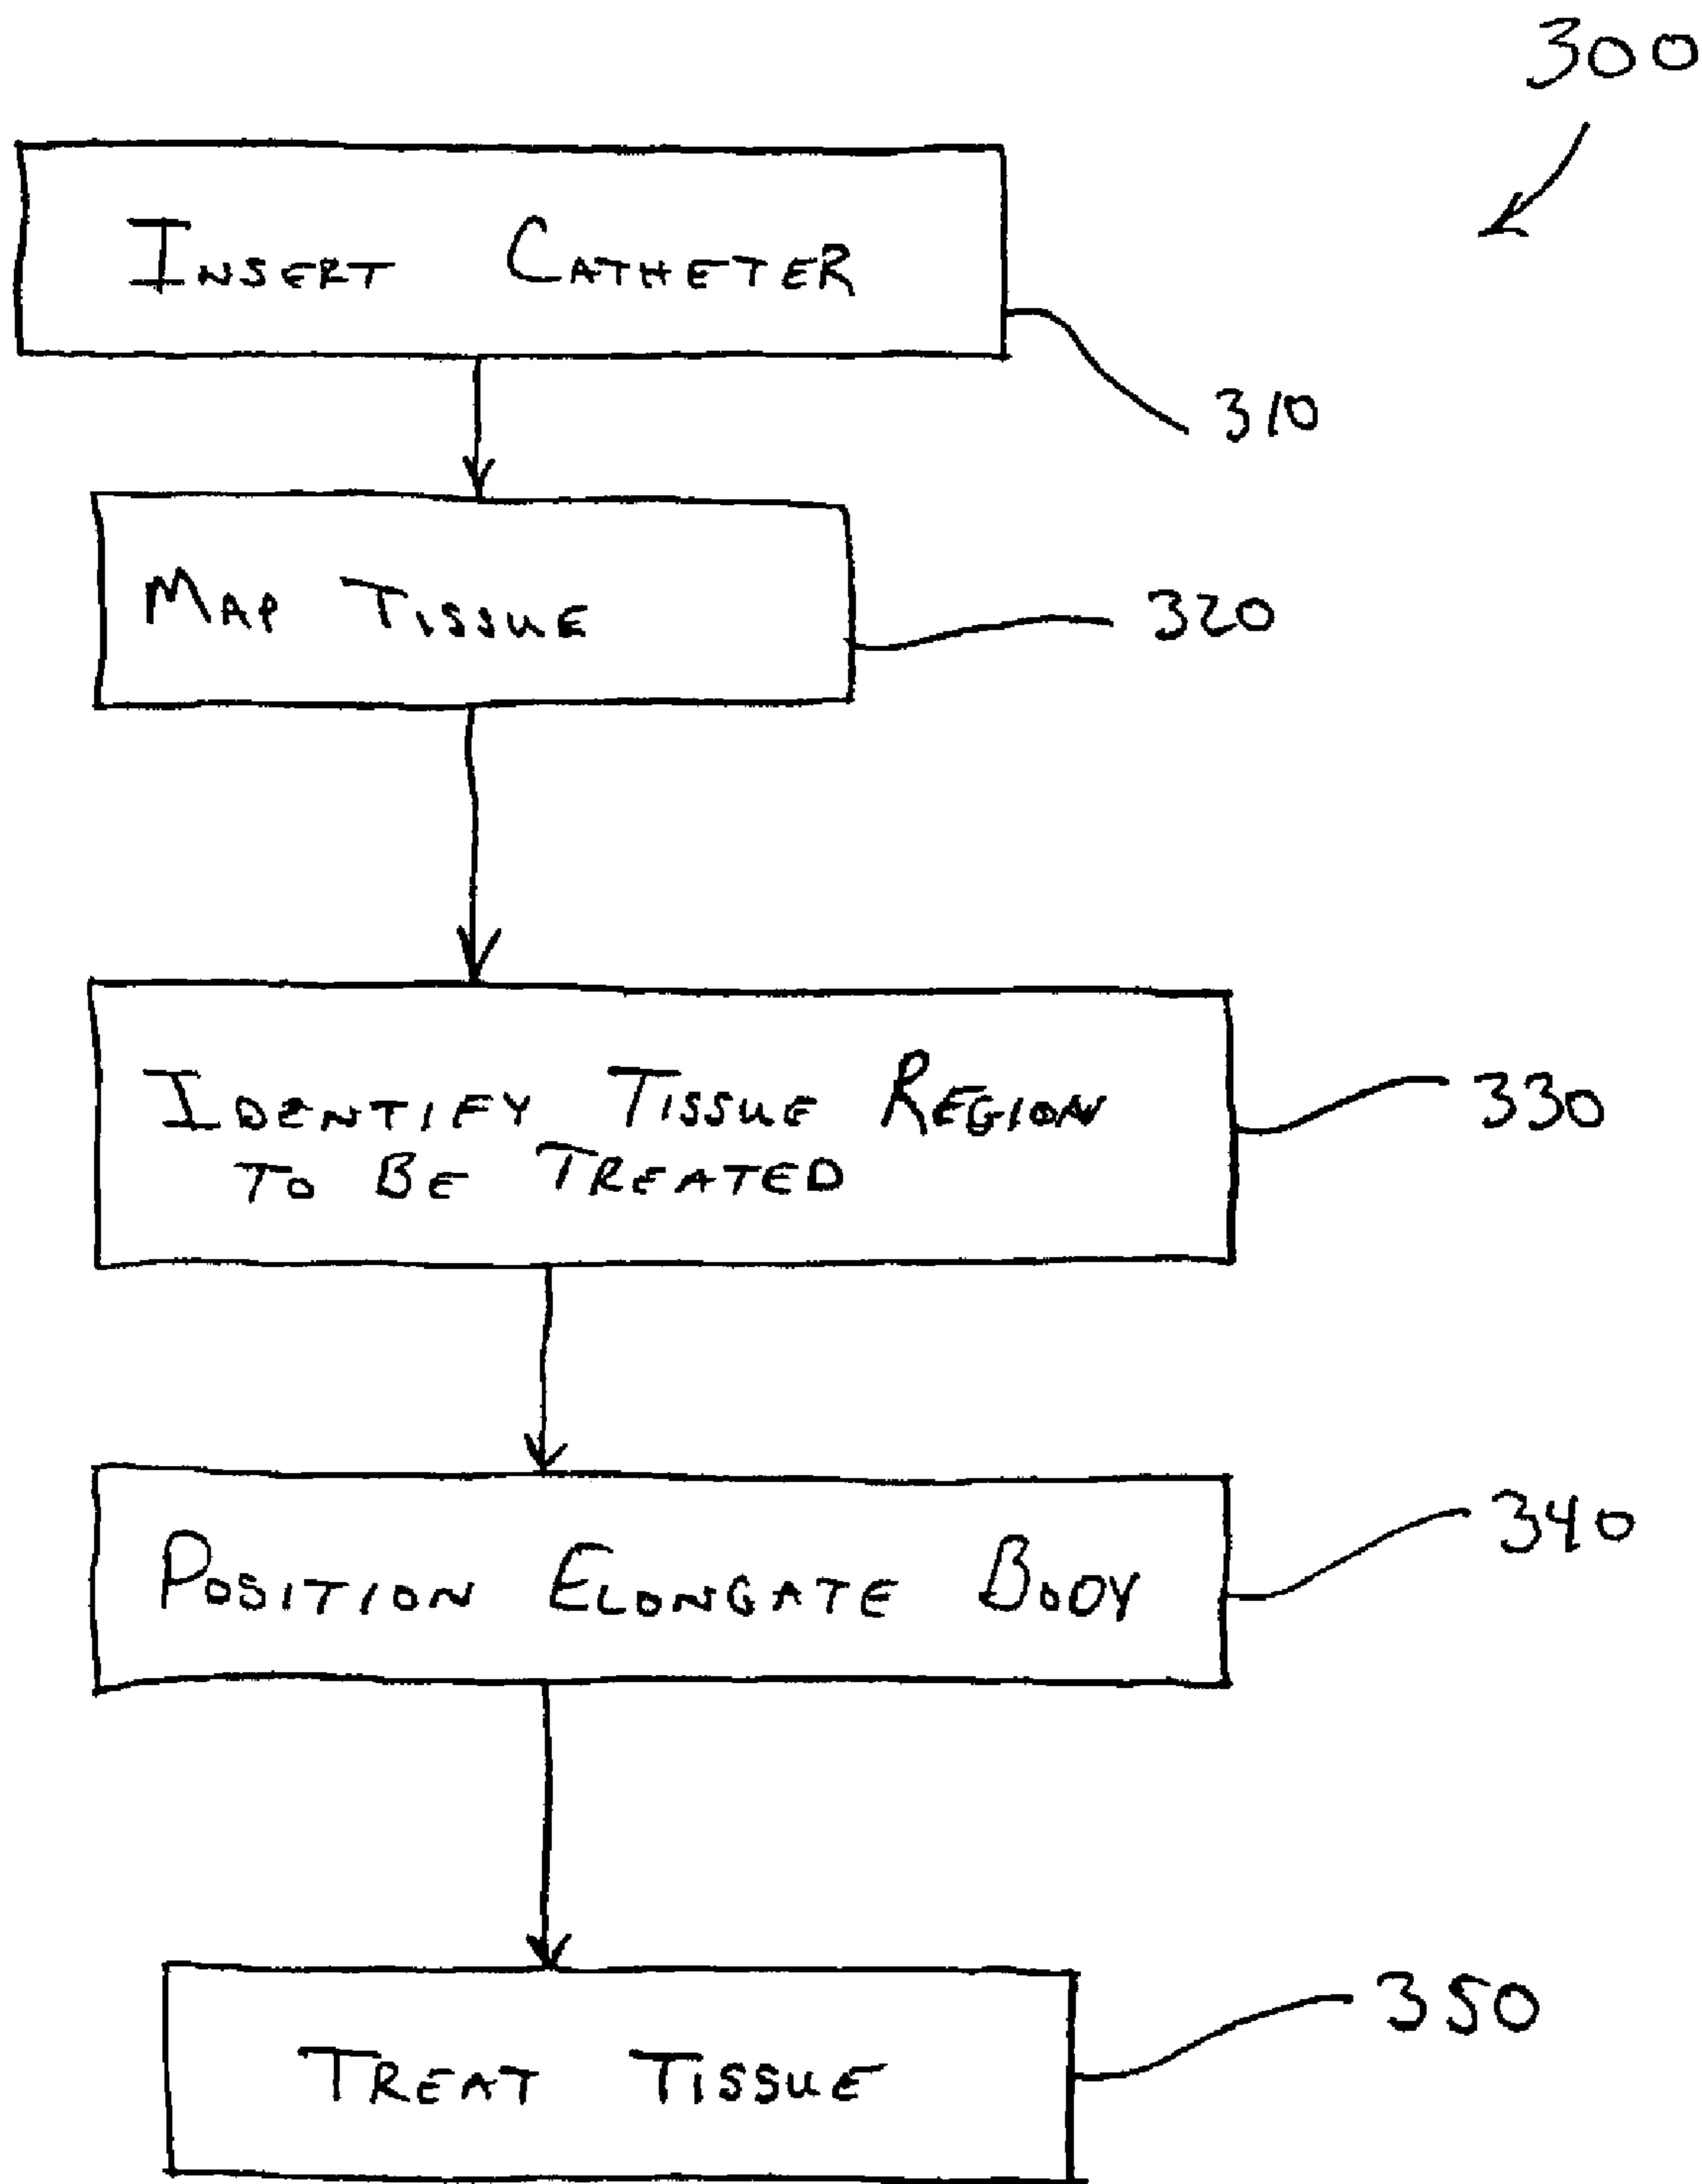 300
Insert Catheter
310
Map Tissue
320
Identify Tissue Region
To Be Treated
330
Position Elongate Body
340
Treat Tissue
350